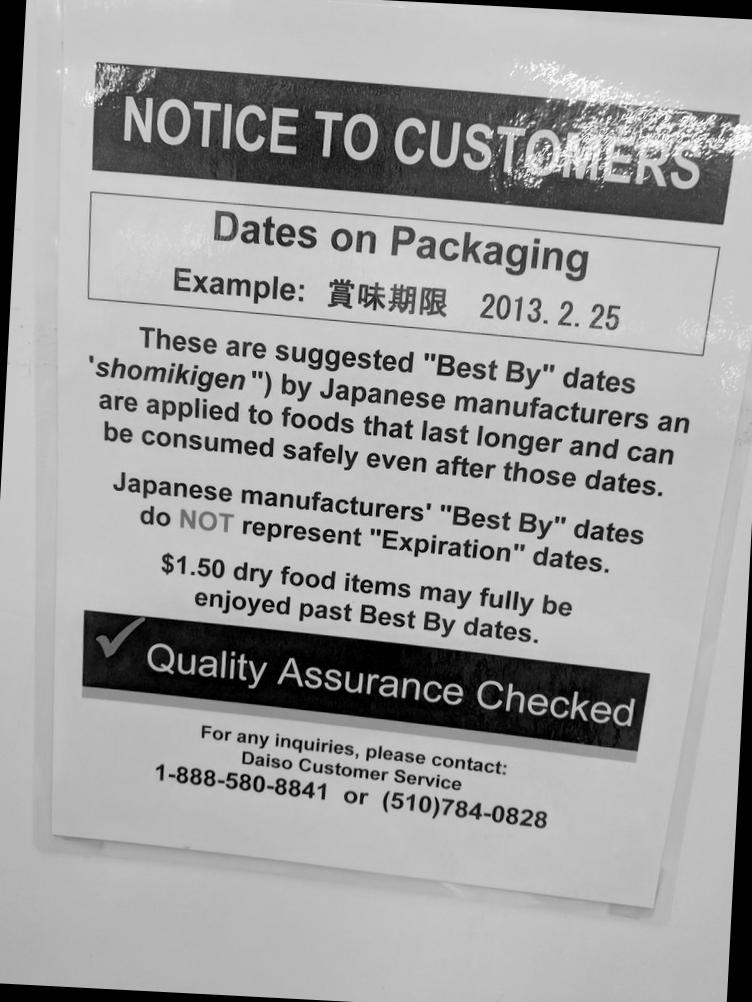 NOTICE TO CUSTOMERS
Dates on Packaging
Example: 賞味期限 2013. 2. 25
These are suggested "Best By" dates
'shomikigen") by Japanese manufacturers an
are applied to foods that last longer and can
be consumed safely even after those dates.
Japanese manufacturers' "Best By" dates
do NOT represent "Expiration" dates.
$1.50 dry food items may fully be
enjoyed past Best By dates.
Quality Assurance Checked
For any inquiries, please contact:
Daiso Customer Service
1-888-580-8841 or (510)784-0828